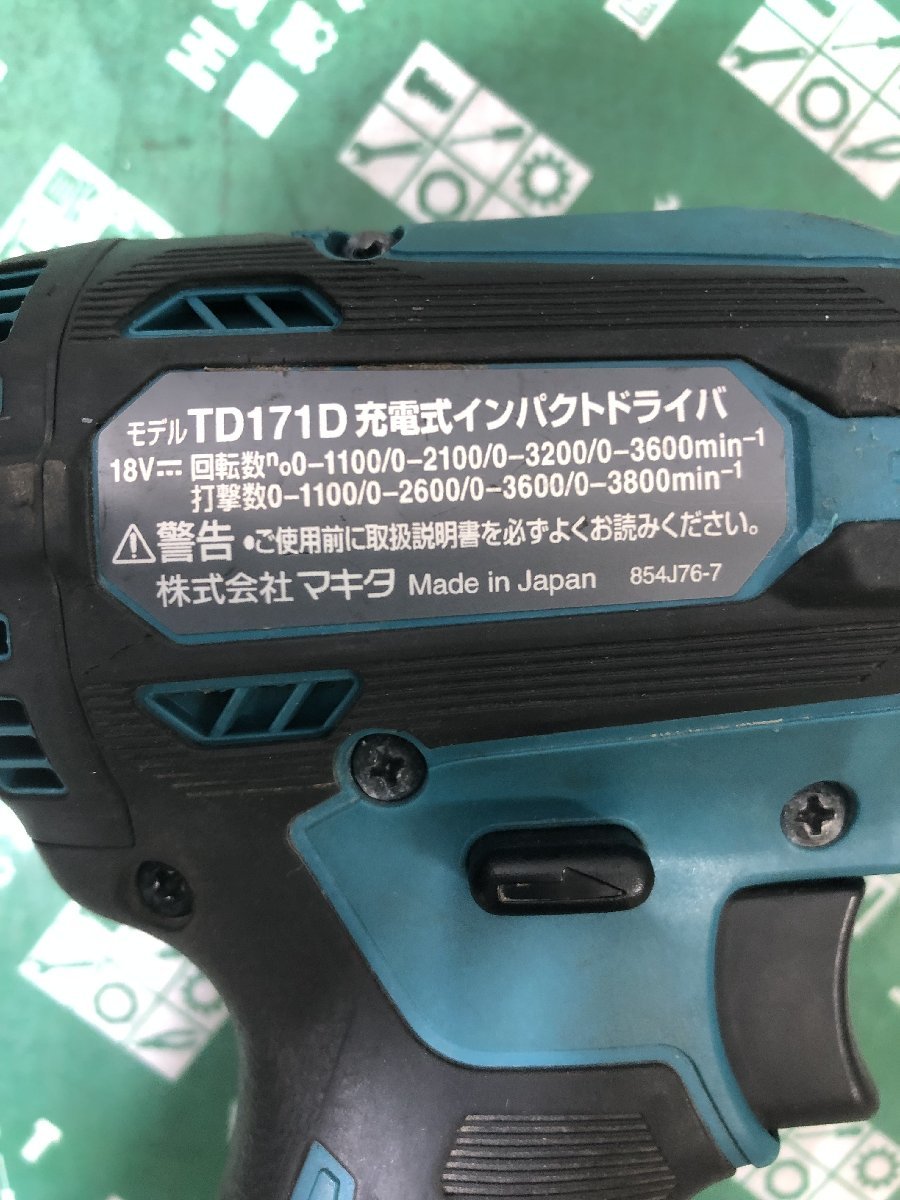 モデルTD171D 充電式インパクトドライバ
18V⎓ 回転数n₀0-1100/0-2100/0-3200/0-3600min⁻¹
打撃数0-1100/0-2600/0-3600/0-3800min⁻¹
⚠警告 •ご使用前に取扱説明書を必ずよくお読みください。
株式会社 マキタ Made in Japan 854J76-7